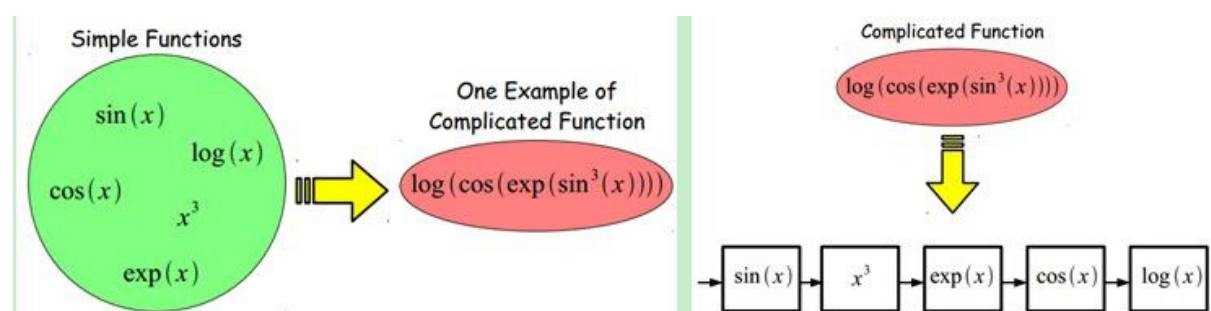 Simple Functions
sin(x)
log(x)
cos(x)
x³
exp(x)
One Example of
Complicated Function
log(cos(exp(sin³(x))))
Complicated Function
log(cos(exp(sin³(x))))
sin(x)
x³
exp(x)
cos(x)
log(x)